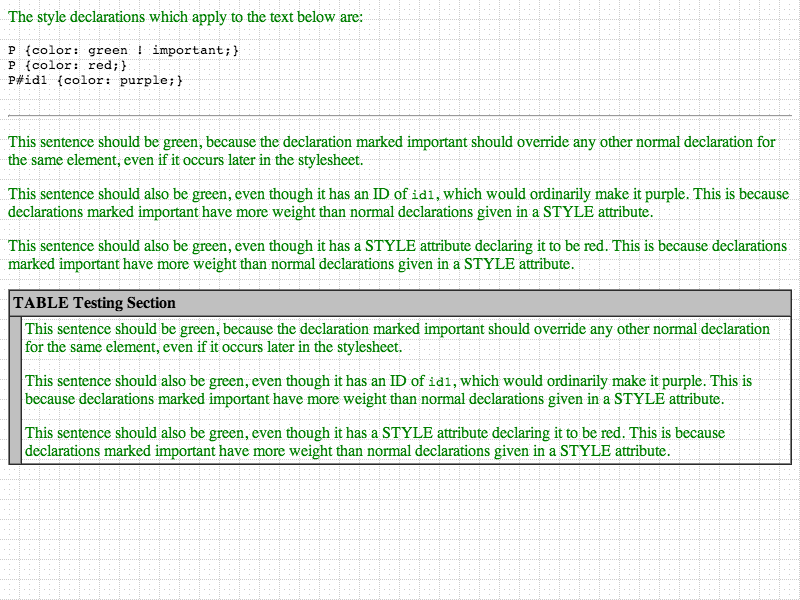 The style declarations which apply to the text below are:
P {color: green ! important;}
P {color: red;}
P#id1 {color: purple;}
This sentence should be green, because the declaration marked important should override any other normal declaration for
the same element, even if it occurs later in the stylesheet.
This sentence should also be green, even though it has an ID of id1, which would ordinarily make it purple. This is because
declarations marked important have more weight than normal declarations given in a STYLE attribute.
This sentence should also be green, even though it has a STYLE attribute declaring it to be red. This is because declarations
marked important have more weight than normal declarations given in a STYLE attribute.
TABLE Testing Section
This sentence should be green, because the declaration marked important should override any other normal declaration
for the same element, even if it occurs later in the stylesheet.
This sentence should also be green, even though it has an ID of id1, which would ordinarily make it purple. This is
because declarations marked important have more weight than normal declarations given in a STYLE attribute.
This sentence should also be green, even though it has a STYLE attribute declaring it to be red. This is because
declarations marked important have more weight than normal declarations given in a STYLE attribute.